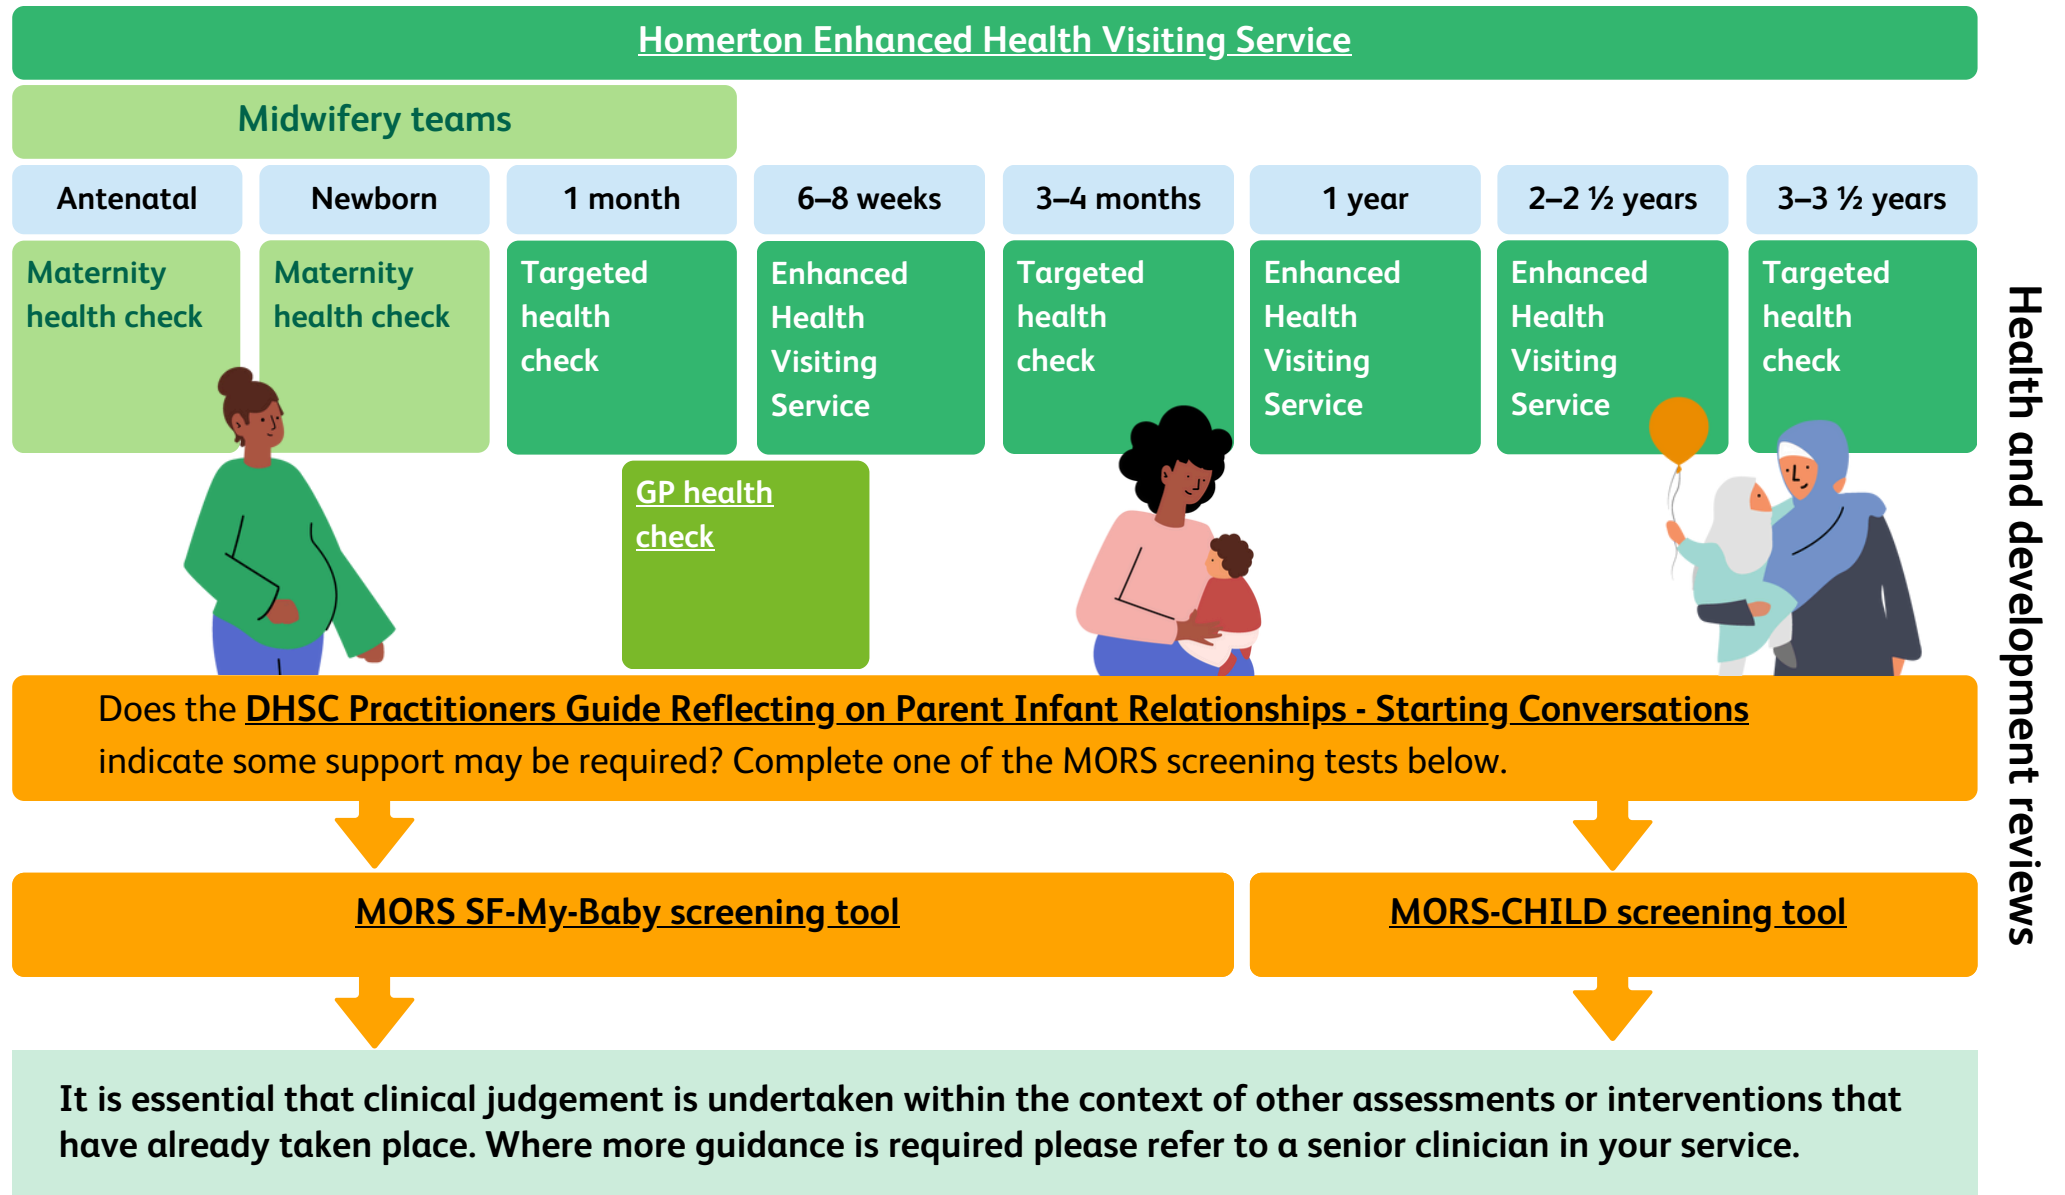 Homerton Enhanced Health Visiting Service
Midwifery teams
Antenatal
Newborn
1 month
6–8 weeks
3–4 months
1 year
2–2 ½ years
3–3 ½ years
Maternity
health check
Maternity
health check
Targeted
health
check
Enhanced
Health
Visiting
Service
Targeted
health
check
Enhanced
Health
Visiting
Service
Enhanced
Health
Visiting
Service
Targeted
health
check
GP health
check
Health and development reviews
Does the DHSC Practitioners Guide Reflecting on Parent Infant Relationships - Starting Conversations
indicate some support may be required? Complete one of the MORS screening tests below.
MORS SF-My-Baby screening tool
MORS-CHILD screening tool
It is essential that clinical judgement is undertaken within the context of other assessments or interventions that
have already taken place. Where more guidance is required please refer to a senior clinician in your service.